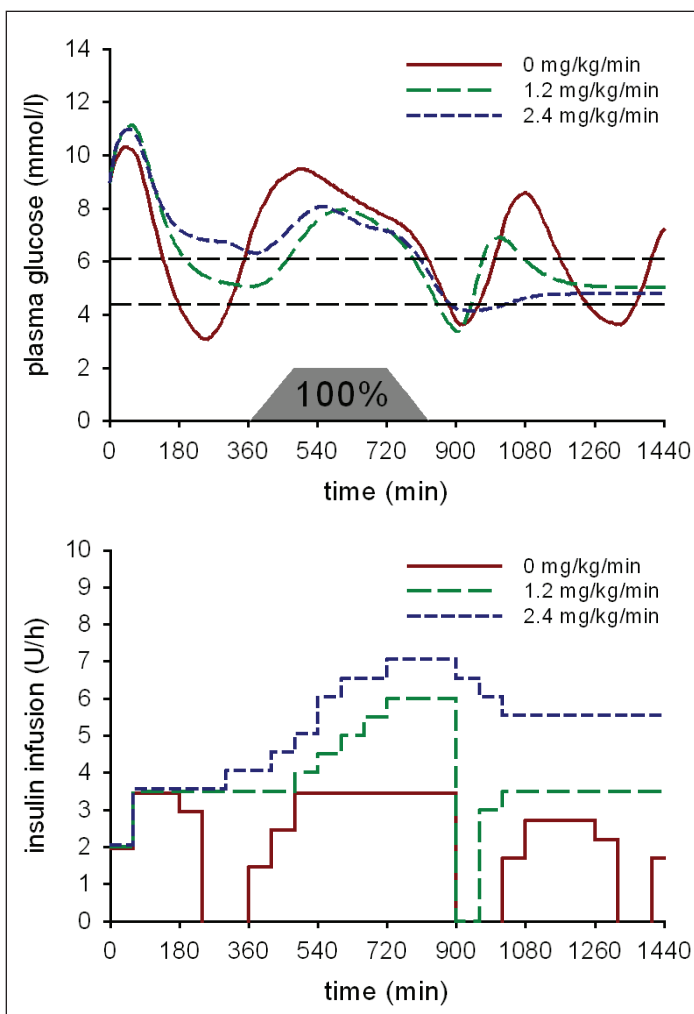 14
12
10
8
6
4
2
0
plasma glucose (mmol/l)
0 mg/kg/min
1.2 mg/kg/min
2.4 mg/kg/min
100%
0 180 360 540 720 900 1080 1260 1440
time (min)
10
9
8
7
6
5
4
3
2
1
0
insulin infusion (U/h)
0 mg/kg/min
1.2 mg/kg/min
2.4 mg/kg/min
0 180 360 540 720 900 1080 1260 1440
time (min)